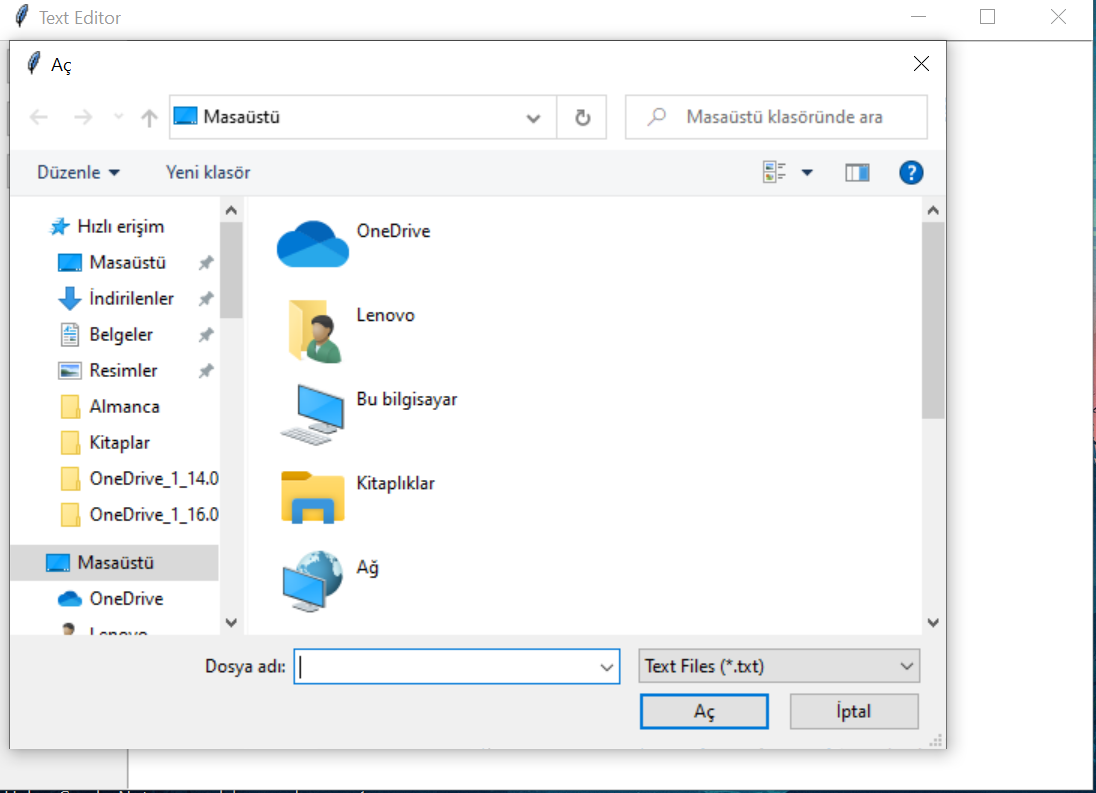 Text Editor
Aç
Masaüstü
Masaüstü klasöründe ara
Düzenle
Yeni klasör
?
Hızlı erişim
Masaüstü
İndirilenler
Belgeler
Resimler
Almanca
Kitaplar
OneDrive_1_14.0
OneDrive_1_16.0
Masaüstü
OneDrive
Lenovo
OneDrive
Lenovo
Bu bilgisayar
Kitaplıklar
Ağ
Dosya adı:
Text Files (*.txt)
Aç
İptal